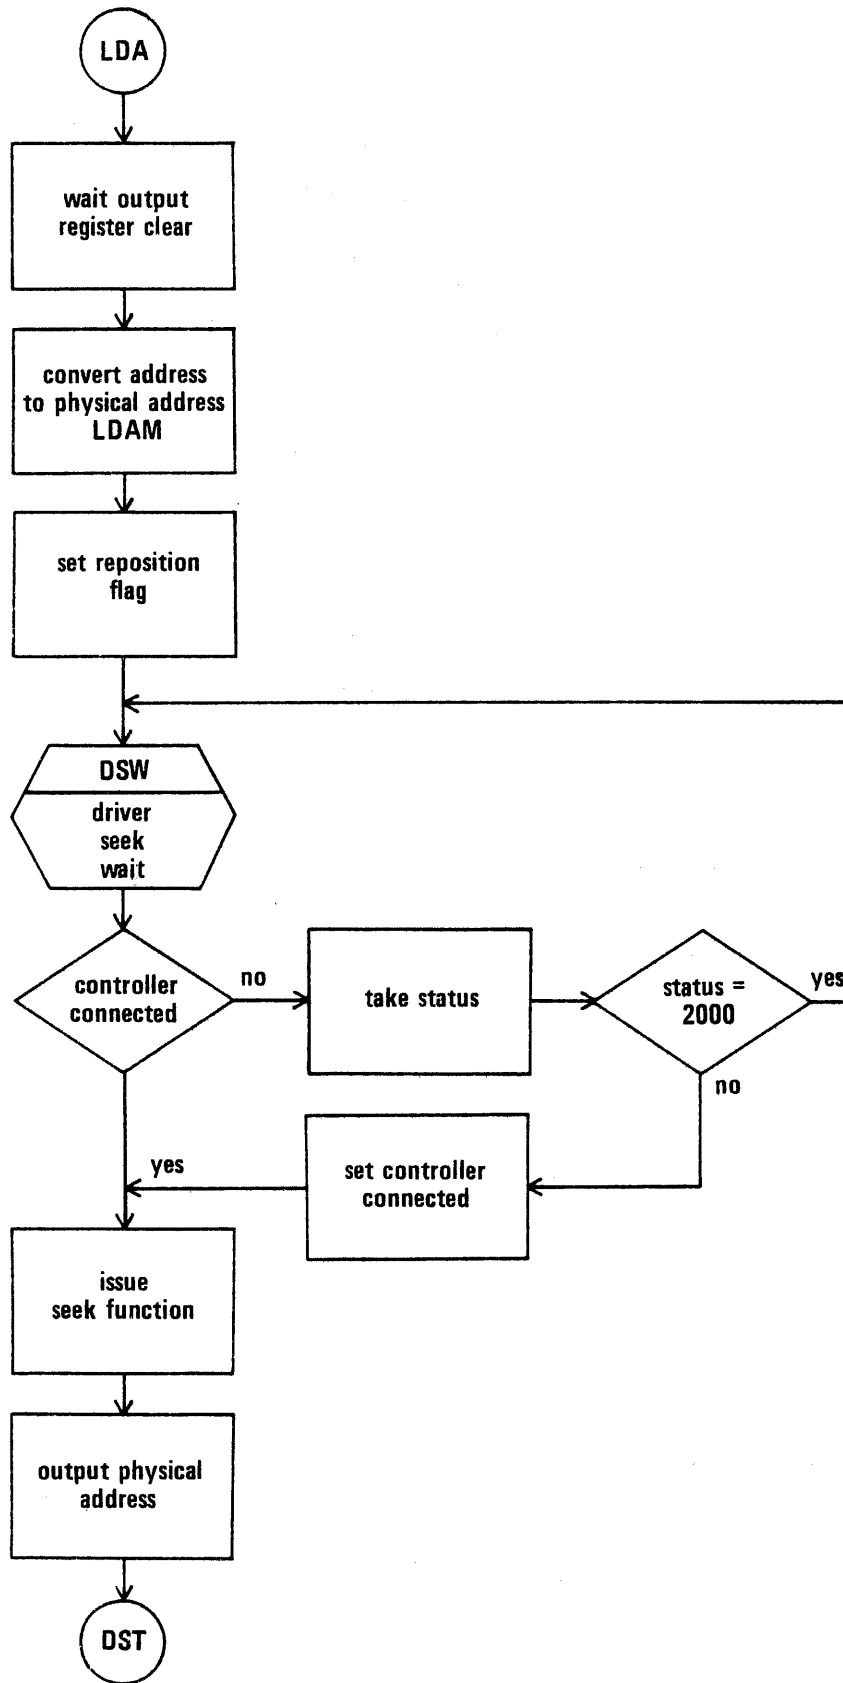 LDA
wait output
register clear
convert address
to physical address
LDAM
set reposition
flag
DSW
driver
seek
wait
controller
connected
no
take status
status =
2000
yes
no
yes
set controller
connected
issue
seek function
output physical
address
DST